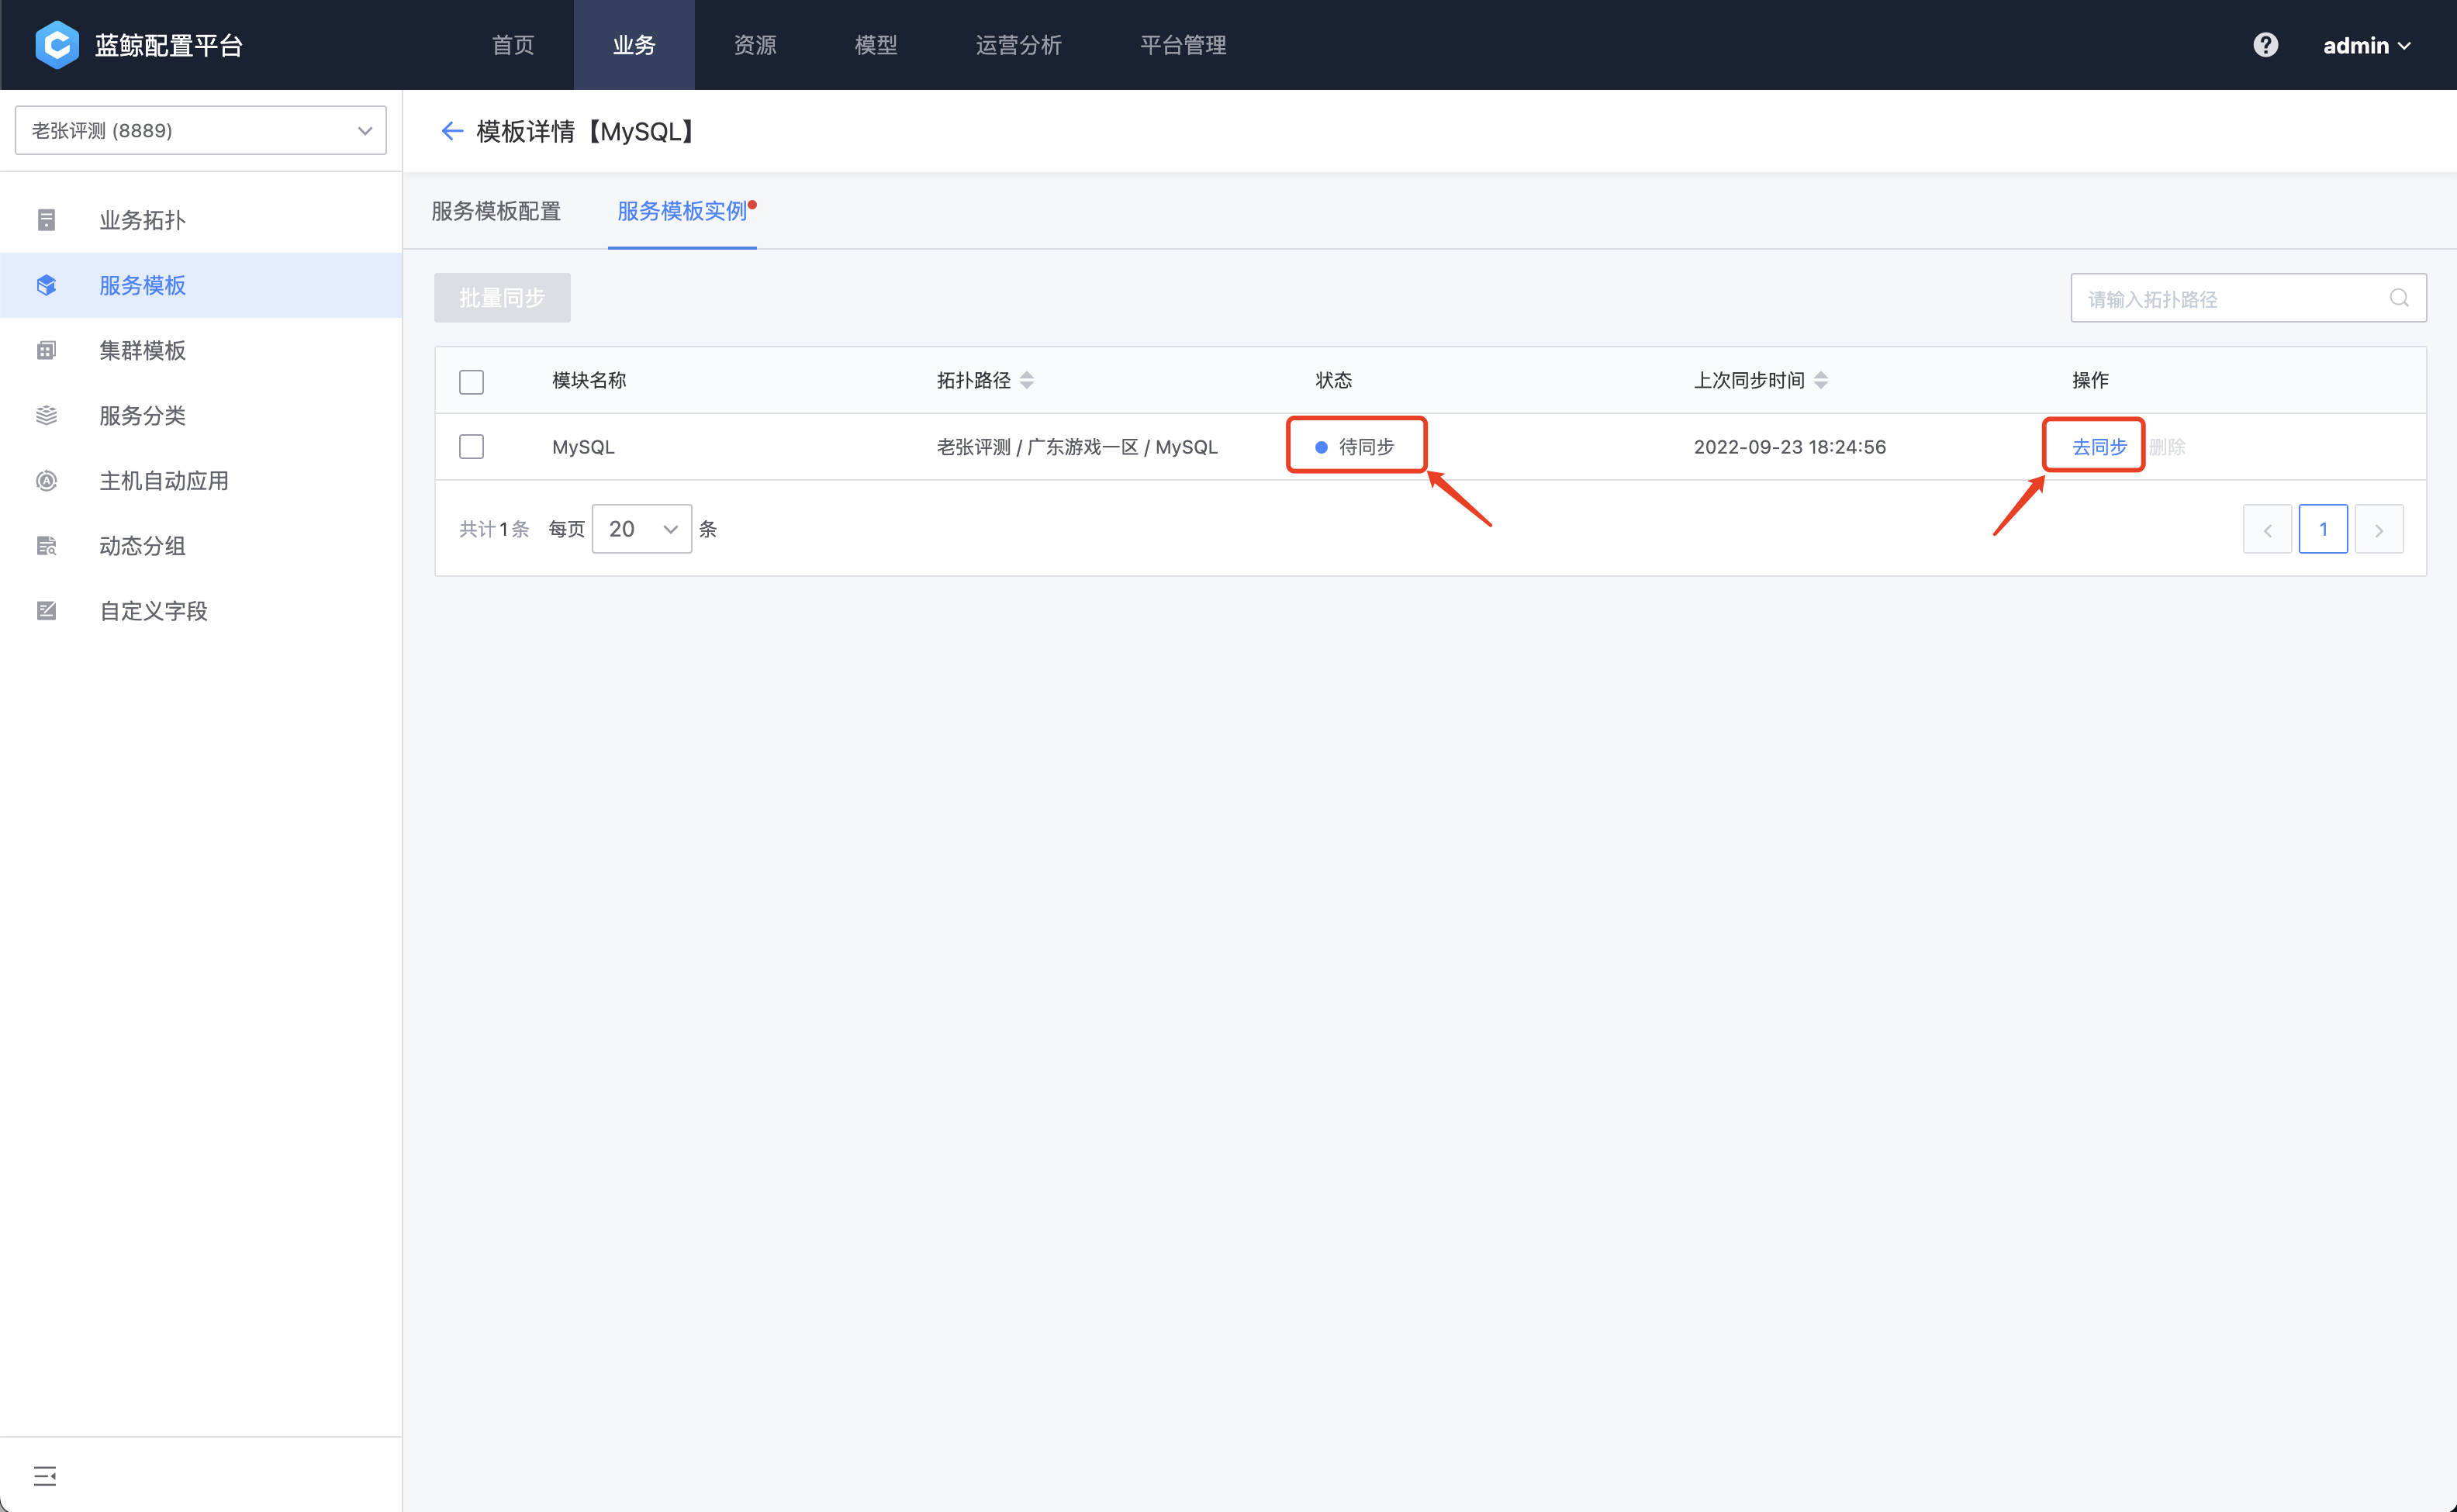 蓝鲸配置平台
首页 业务 资源 模型 运营分析 平台管理
admin
老张评测 (8889)
模板详情【MySQL】
业务拓扑
服务模板
集群模板
服务分类
主机自动应用
动态分组
自定义字段
服务模板配置 服务模板实例
批量同步
请输入拓扑路径
模块名称 拓扑路径 状态 上次同步时间 操作
MySQL 老张评测 / 广东游戏一区 / MySQL 待同步 2022-09-23 18:24:56 去同步 删除
共计1条 每页 20 条
1